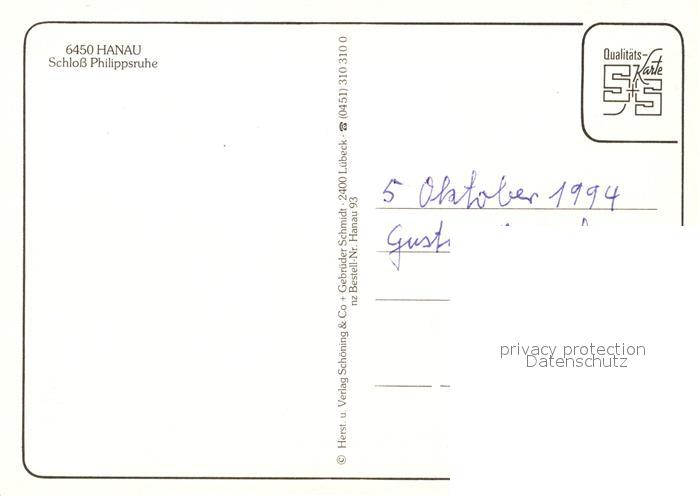 6450 HANAU
Schloß Philippsruhe
© Herst. u. Verlag Schöning & Co + Gebrüder Schmidt · 2400 Lübeck · ☎ (0451) 310 310 0
nz Bestell-Nr. Hanau 93
Qualitäts-
Karte
S+S
5 Oktober 1994
privacy protection
Datenschutz